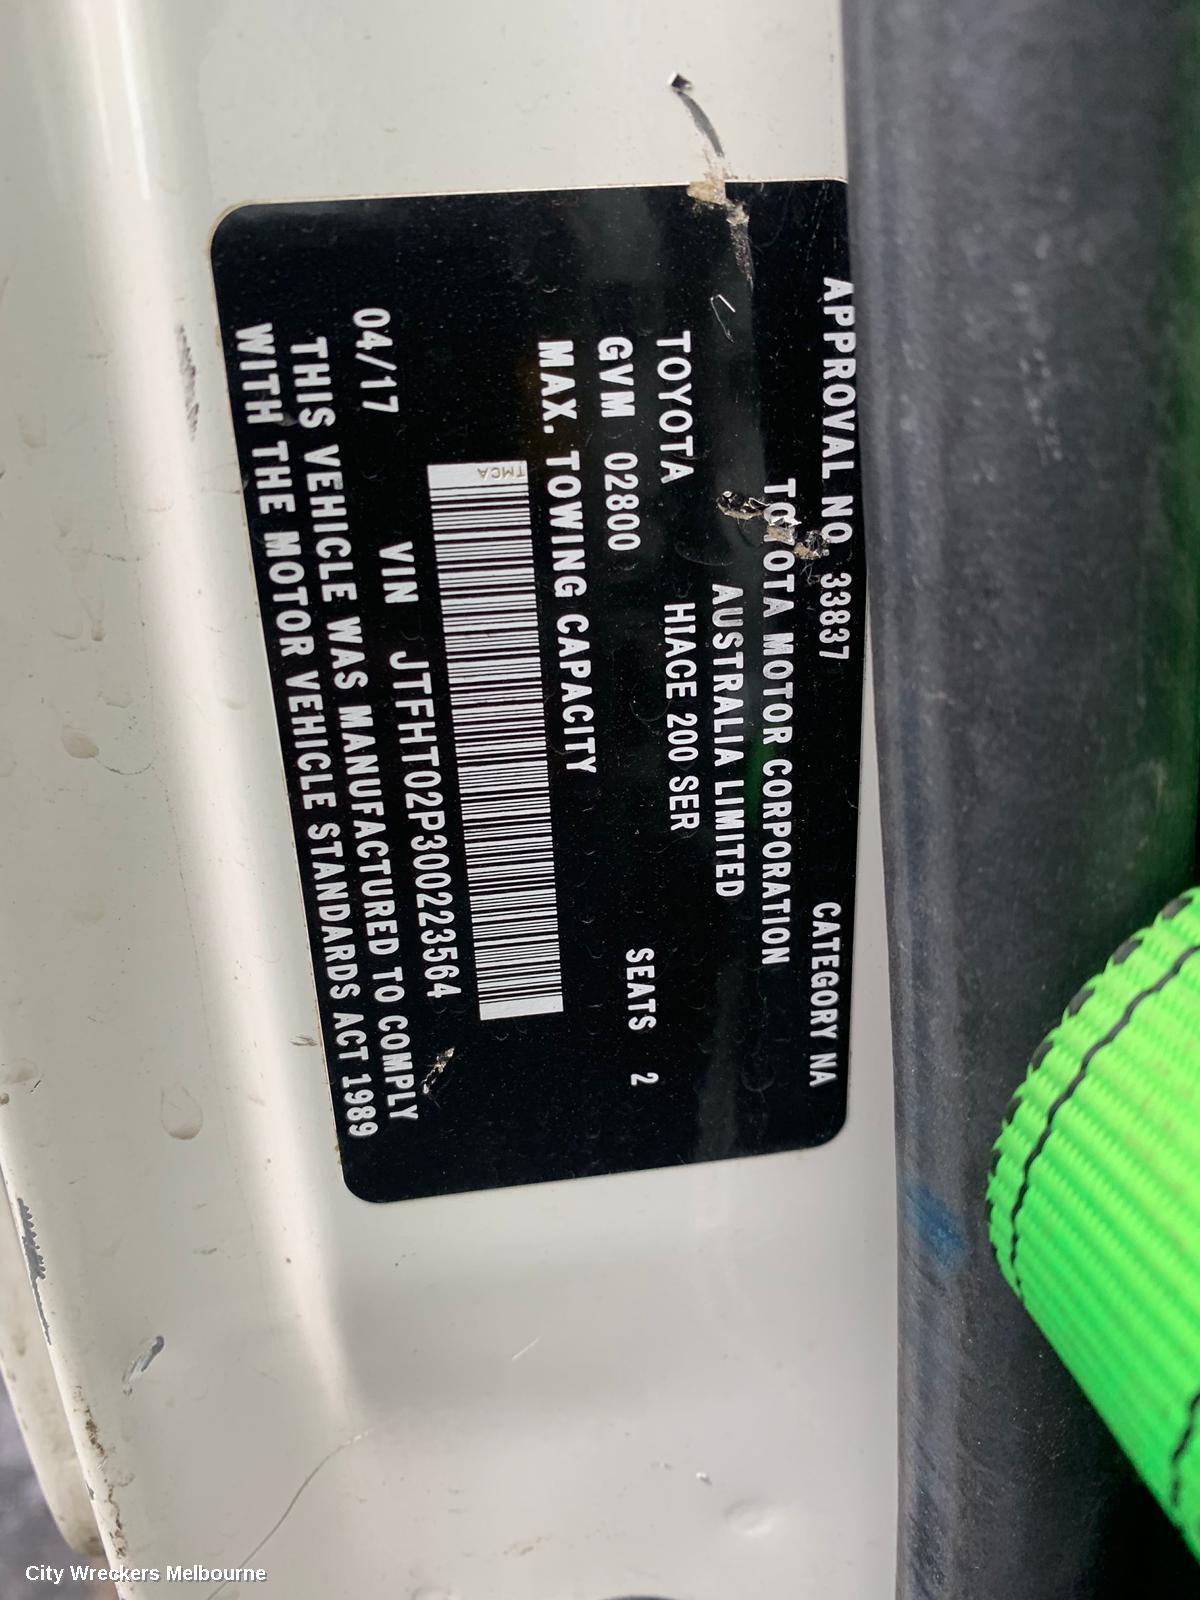 APPROVAL NO. 33837 CATEGORY NA
TOYOTA MOTOR CORPORATION
AUSTRALIA LIMITED
TOYOTA HIACE 200 SER
GVM 02800 SEATS 2
MAX. TOWING CAPACITY
TMCA
04/17 VIN JTFHT02P300223564
THIS VEHICLE WAS MANUFACTURED TO COMPLY
WITH THE MOTOR VEHICLE STANDARDS ACT 1989
City Wreckers Melbourne